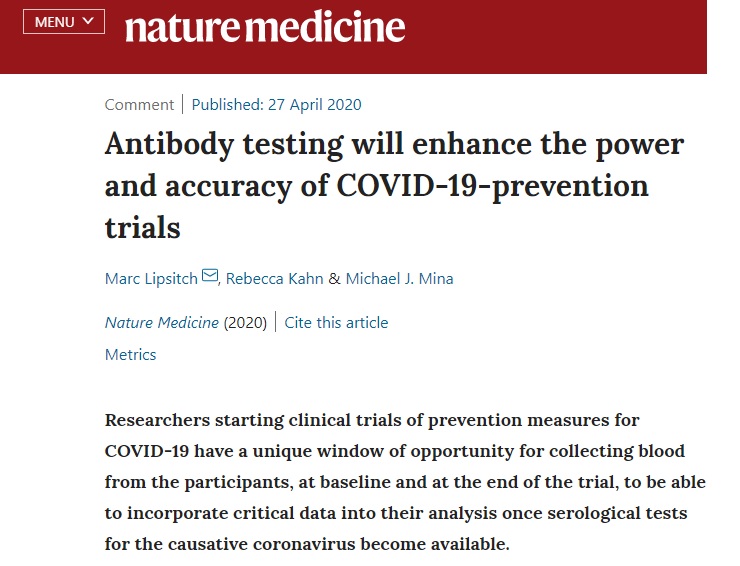 MENU
nature medicine
Comment | Published: 27 April 2020
Antibody testing will enhance the power
and accuracy of COVID-19-prevention
trials
Marc Lipsitch, Rebecca Kahn & Michael J. Mina
Nature Medicine (2020) | Cite this article
Metrics
Researchers starting clinical trials of prevention measures for
COVID-19 have a unique window of opportunity for collecting blood
from the participants, at baseline and at the end of the trial, to be able
to incorporate critical data into their analysis once serological tests
for the causative coronavirus become available.